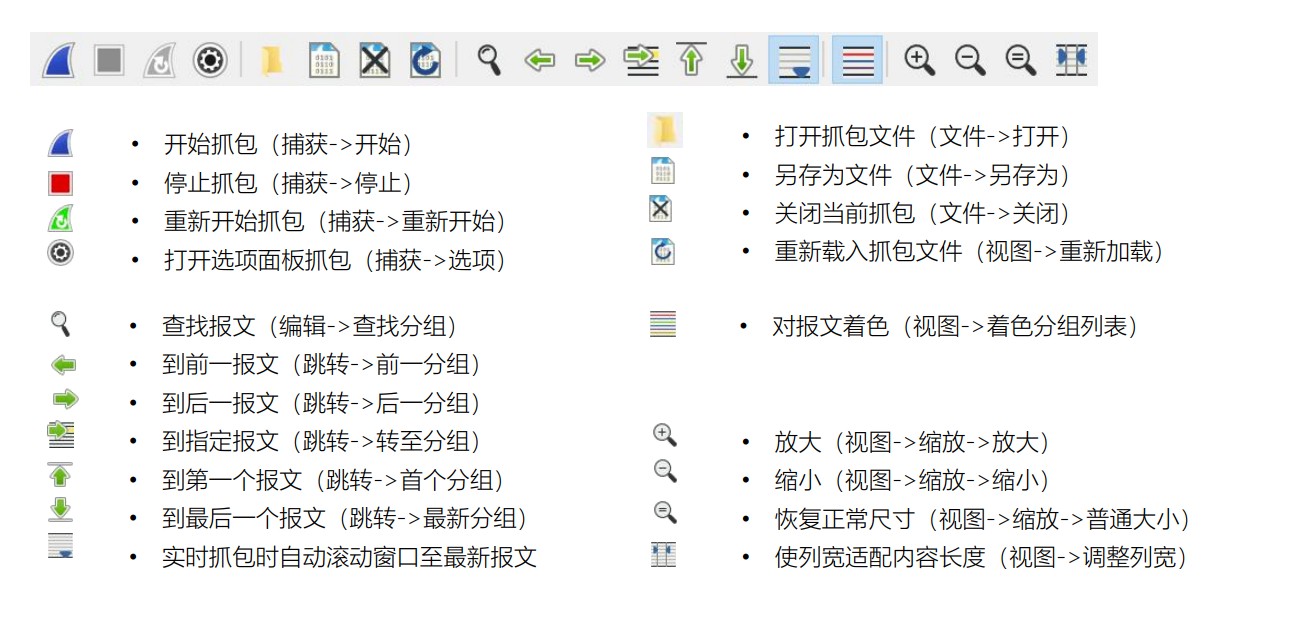 • 开始抓包（捕获->开始）
• 停止抓包（捕获->停止）
• 重新开始抓包（捕获->重新开始）
• 打开选项面板抓包（捕获->选项）
• 查找报文（编辑->查找分组）
• 到前一报文（跳转->前一分组）
• 到后一报文（跳转->后一分组）
• 到指定报文（跳转->转至分组）
• 到第一个报文（跳转->首个分组）
• 到最后一个报文（跳转->最新分组）
• 实时抓包时自动滚动窗口至最新报文
• 打开抓包文件（文件->打开）
• 另存为文件（文件->另存为）
• 关闭当前抓包（文件->关闭）
• 重新载入抓包文件（视图->重新加载）
• 对报文着色（视图->着色分组列表）
• 放大（视图->缩放->放大）
• 缩小（视图->缩放->缩小）
• 恢复正常尺寸（视图->缩放->普通大小）
• 使列宽适配内容长度（视图->调整列宽）